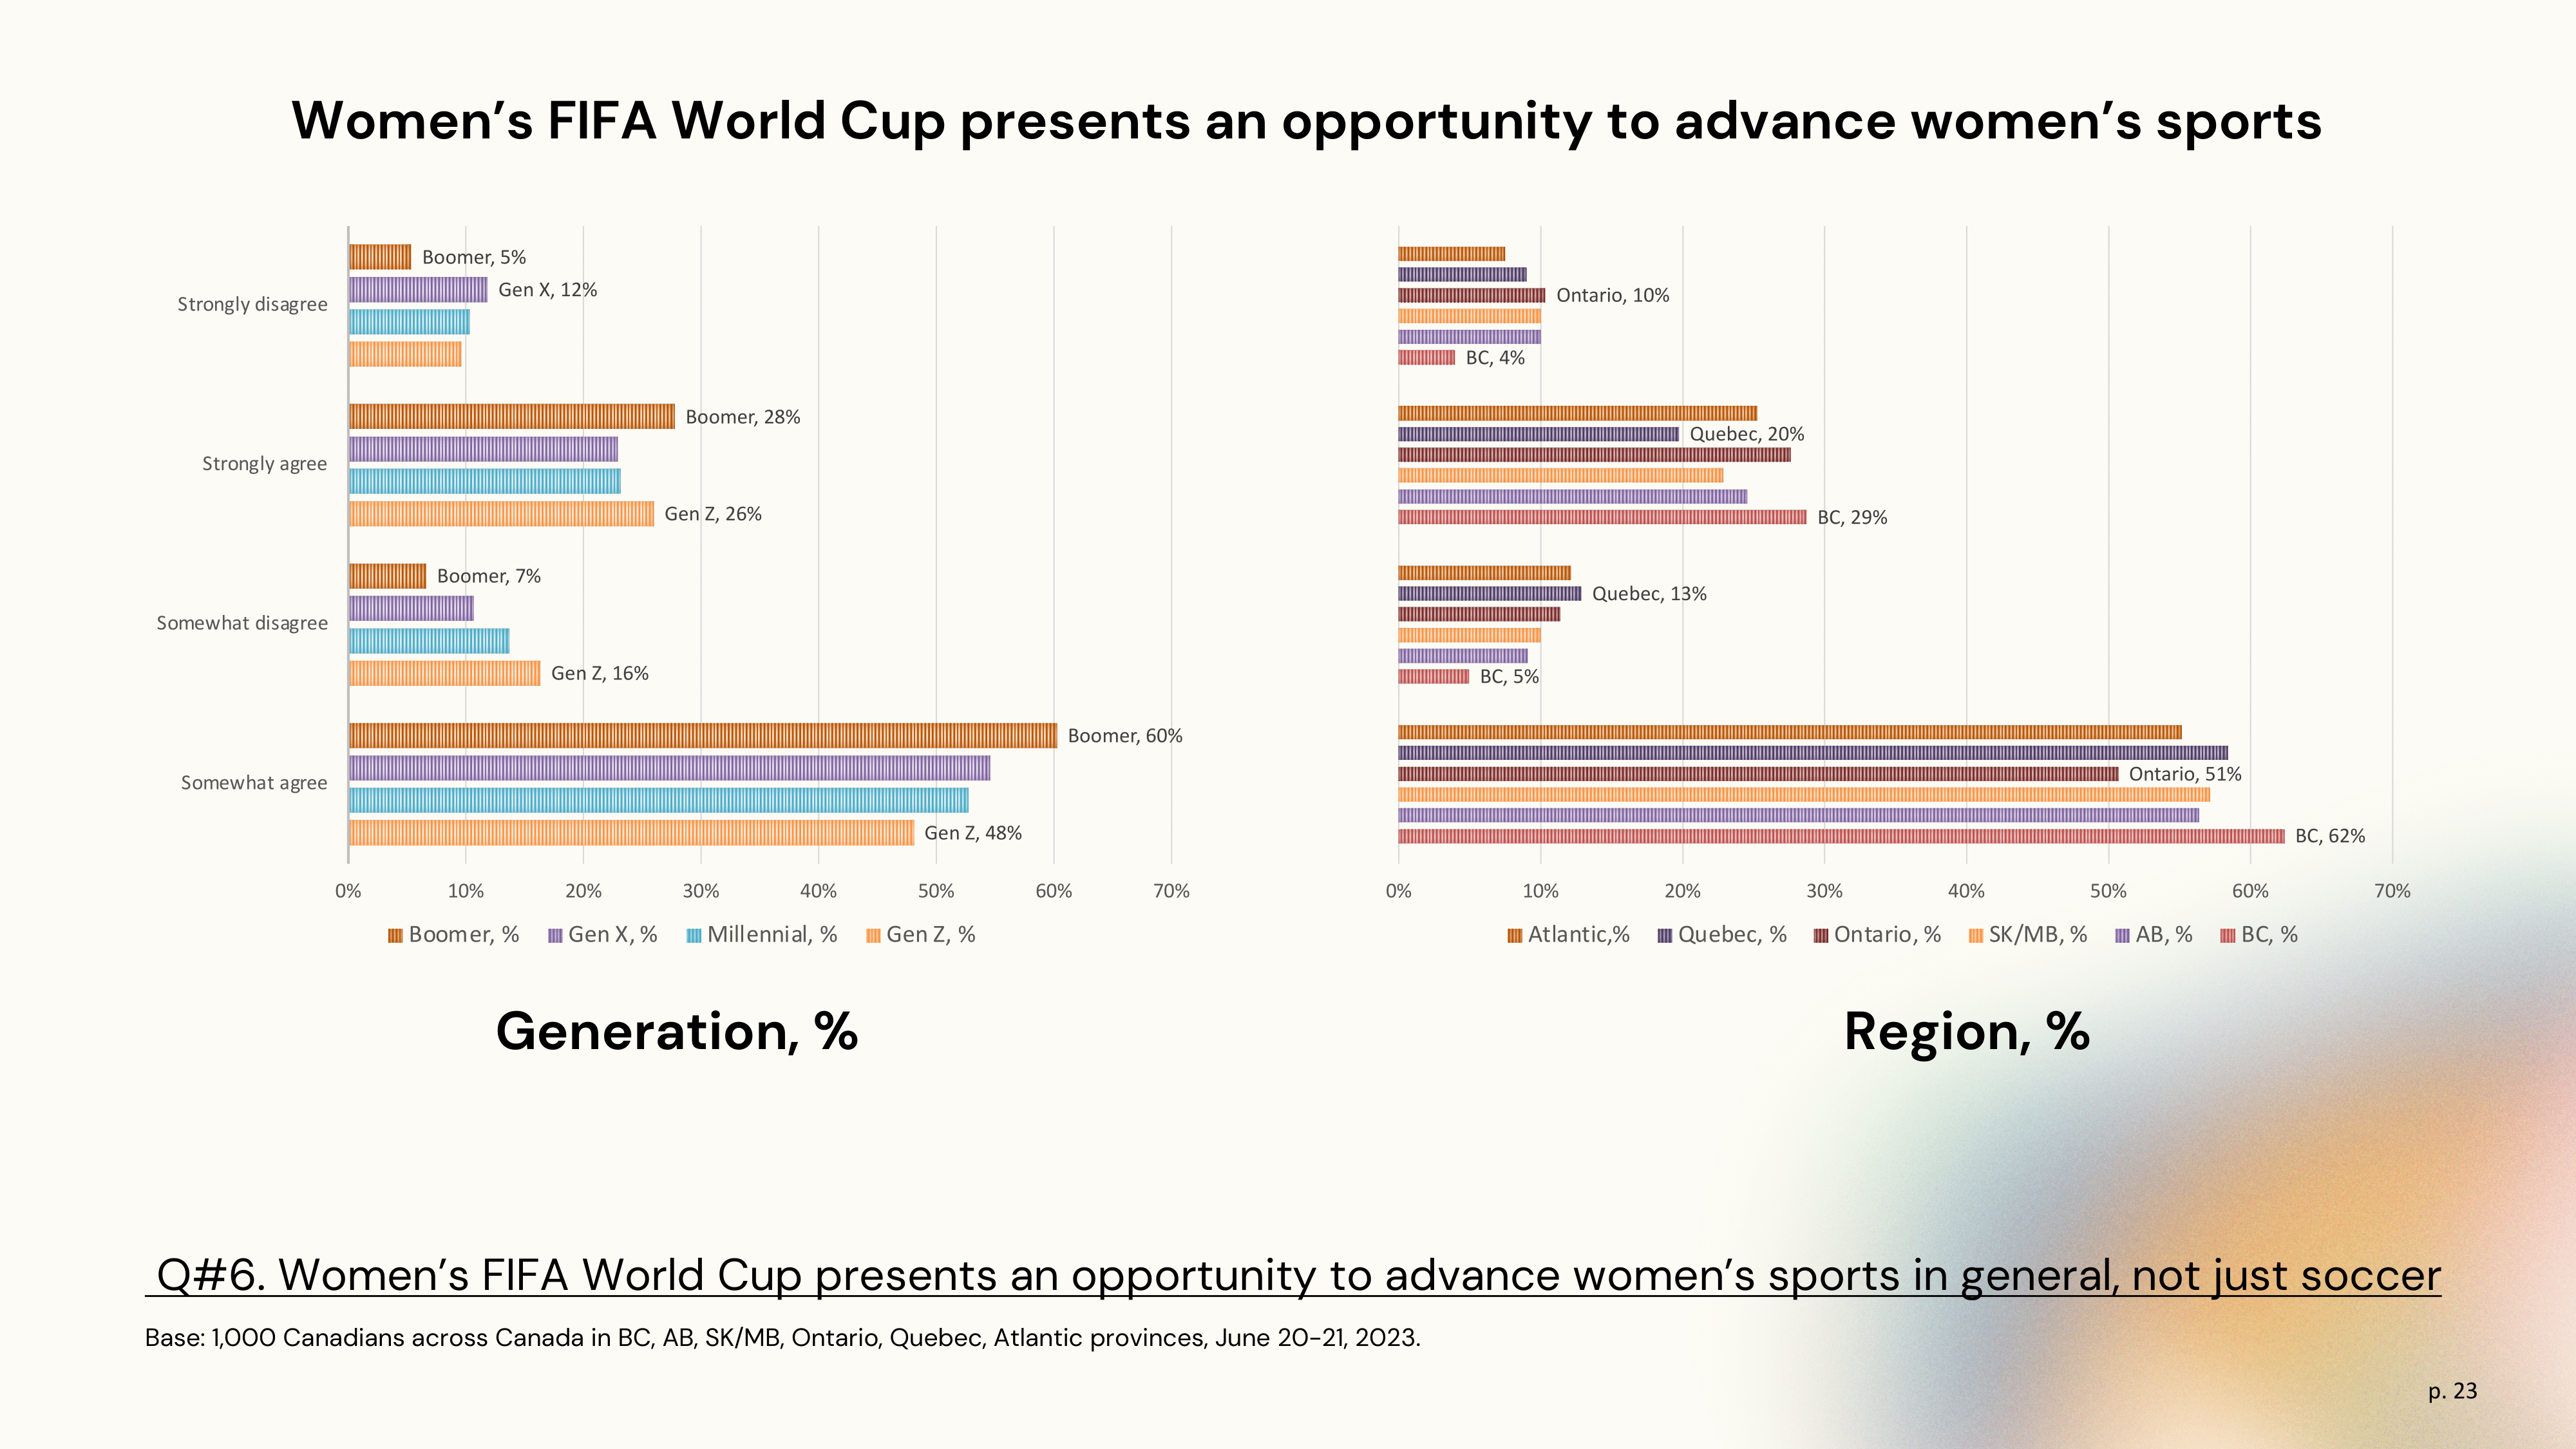 Women’s FIFA World Cup presents an opportunity to advance women’s sports
Strongly disagree
Boomer, 5%
Gen X, 12%
Strongly agree
Boomer, 28%
Gen Z, 26%
Somewhat disagree
Boomer, 7%
Gen Z, 16%
Somewhat agree
Boomer, 60%
Gen Z, 48%
0% 10% 20% 30% 40% 50% 60% 70%
Boomer, % Gen X, % Millennial, % Gen Z, %
Generation, %
Ontario, 10%
BC, 4%
Quebec, 20%
BC, 29%
Quebec, 13%
BC, 5%
Ontario, 51%
BC, 62%
0% 10% 20% 30% 40% 50% 60% 70%
Atlantic,% Quebec, % Ontario, % SK/MB, % AB, % BC, %
Region, %
Q#6. Women’s FIFA World Cup presents an opportunity to advance women’s sports in general, not just soccer
Base: 1,000 Canadians across Canada in BC, AB, SK/MB, Ontario, Quebec, Atlantic provinces, June 20-21, 2023.
p. 23